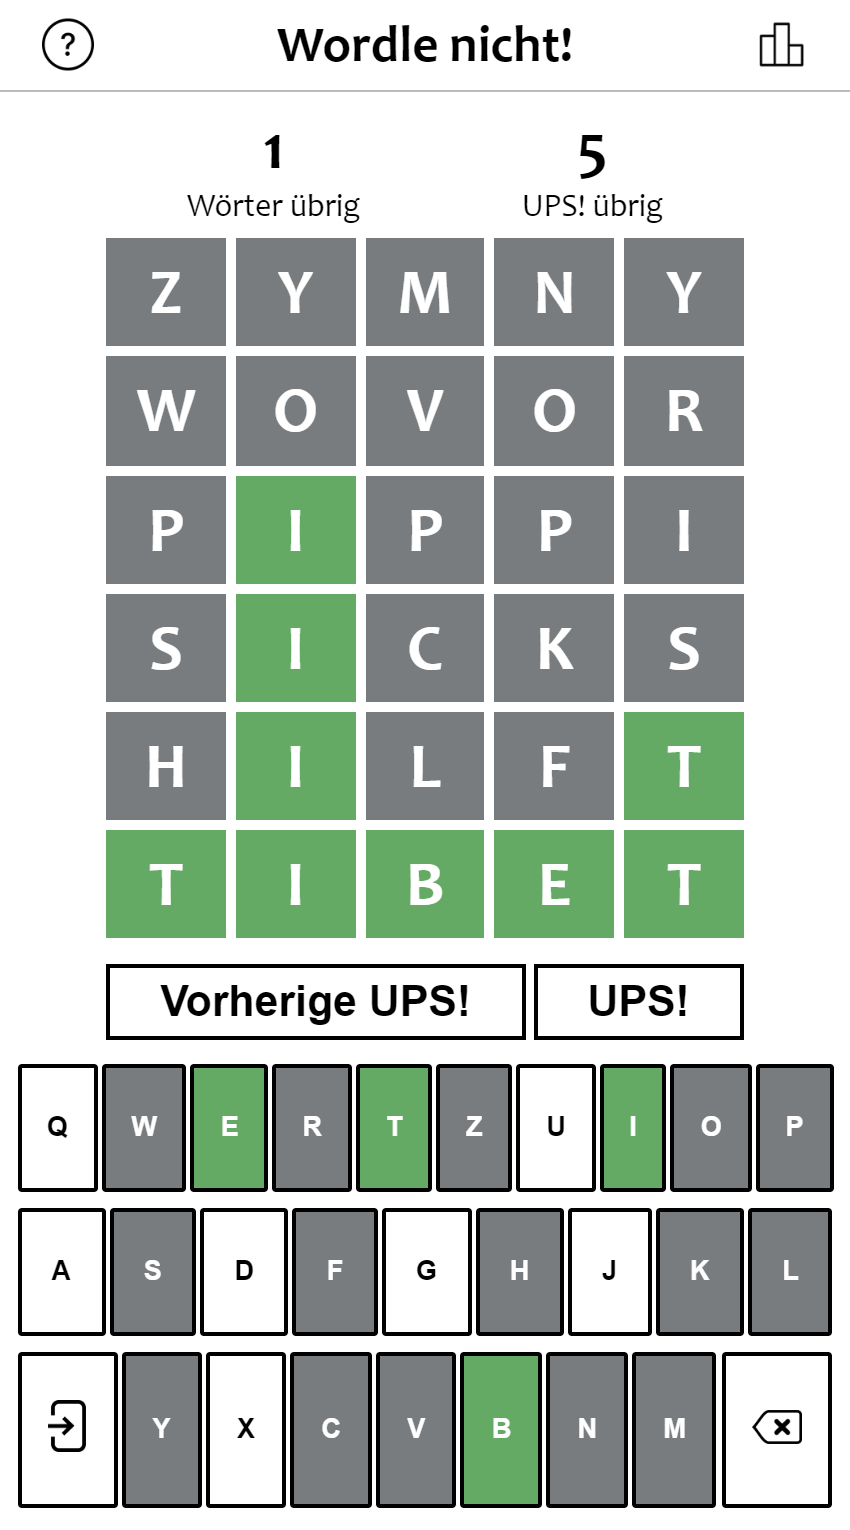 ? Wordle nicht!
1 5
Wörter übrig UPS! übrig
Z Y M N Y
W O V O R
P I P P I
S I C K S
H I L F T
T I B E T
Vorherige UPS! UPS!
Q W E R T Z U I O P
A S D F G H J K L
Y X C V B N M